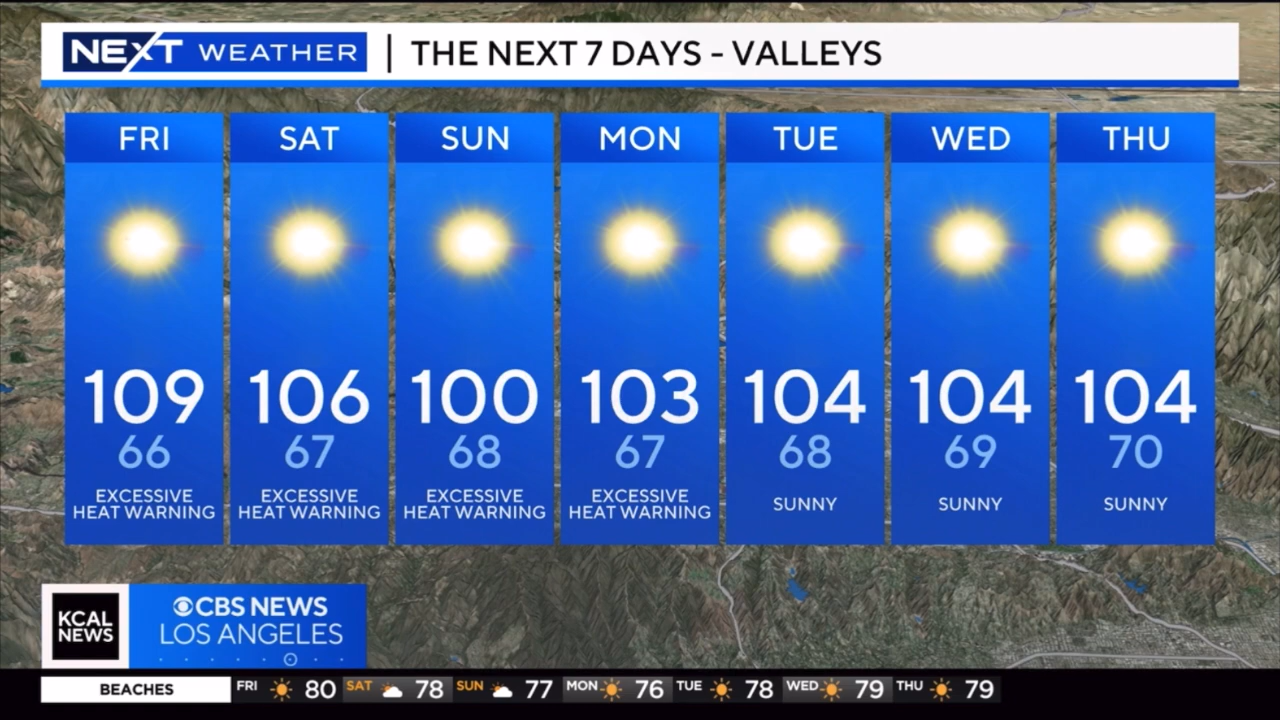 NEXT WEATHER | THE NEXT 7 DAYS - VALLEYS
FRI SAT SUN MON TUE WED THU
109 106 100 103 104 104 104
66 67 68 67 68 69 70
EXCESSIVE HEAT WARNING EXCESSIVE HEAT WARNING EXCESSIVE HEAT WARNING EXCESSIVE HEAT WARNING SUNNY SUNNY SUNNY
KCAL NEWS
CBS NEWS
LOS ANGELES
BEACHES FRI 80 SAT 78 SUN 77 MON 76 TUE 78 WED 79 THU 79